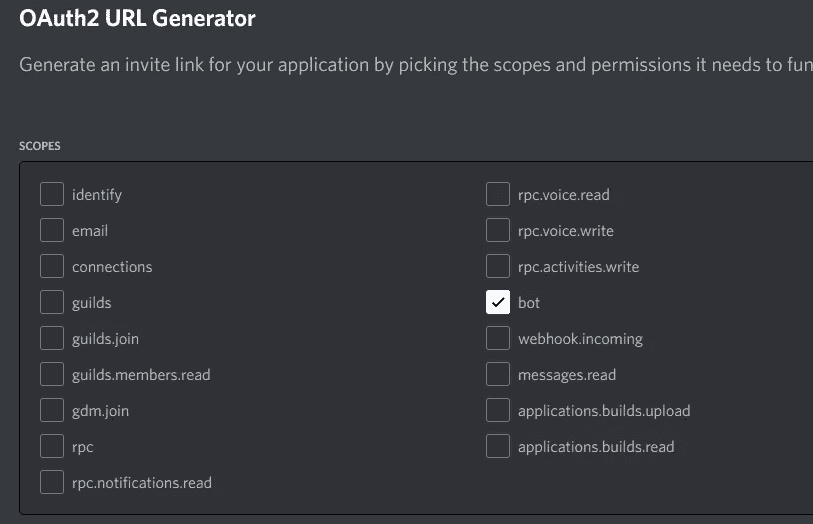 OAuth2 URL Generator
Generate an invite link for your application by picking the scopes and permissions it needs to fun
SCOPES
identify
email
connections
guilds
guilds.join
guilds.members.read
gdm.join
rpc
rpc.notifications.read
rpc.voice.read
rpc.voice.write
rpc.activities.write
bot
webhook.incoming
messages.read
applications.builds.upload
applications.builds.read